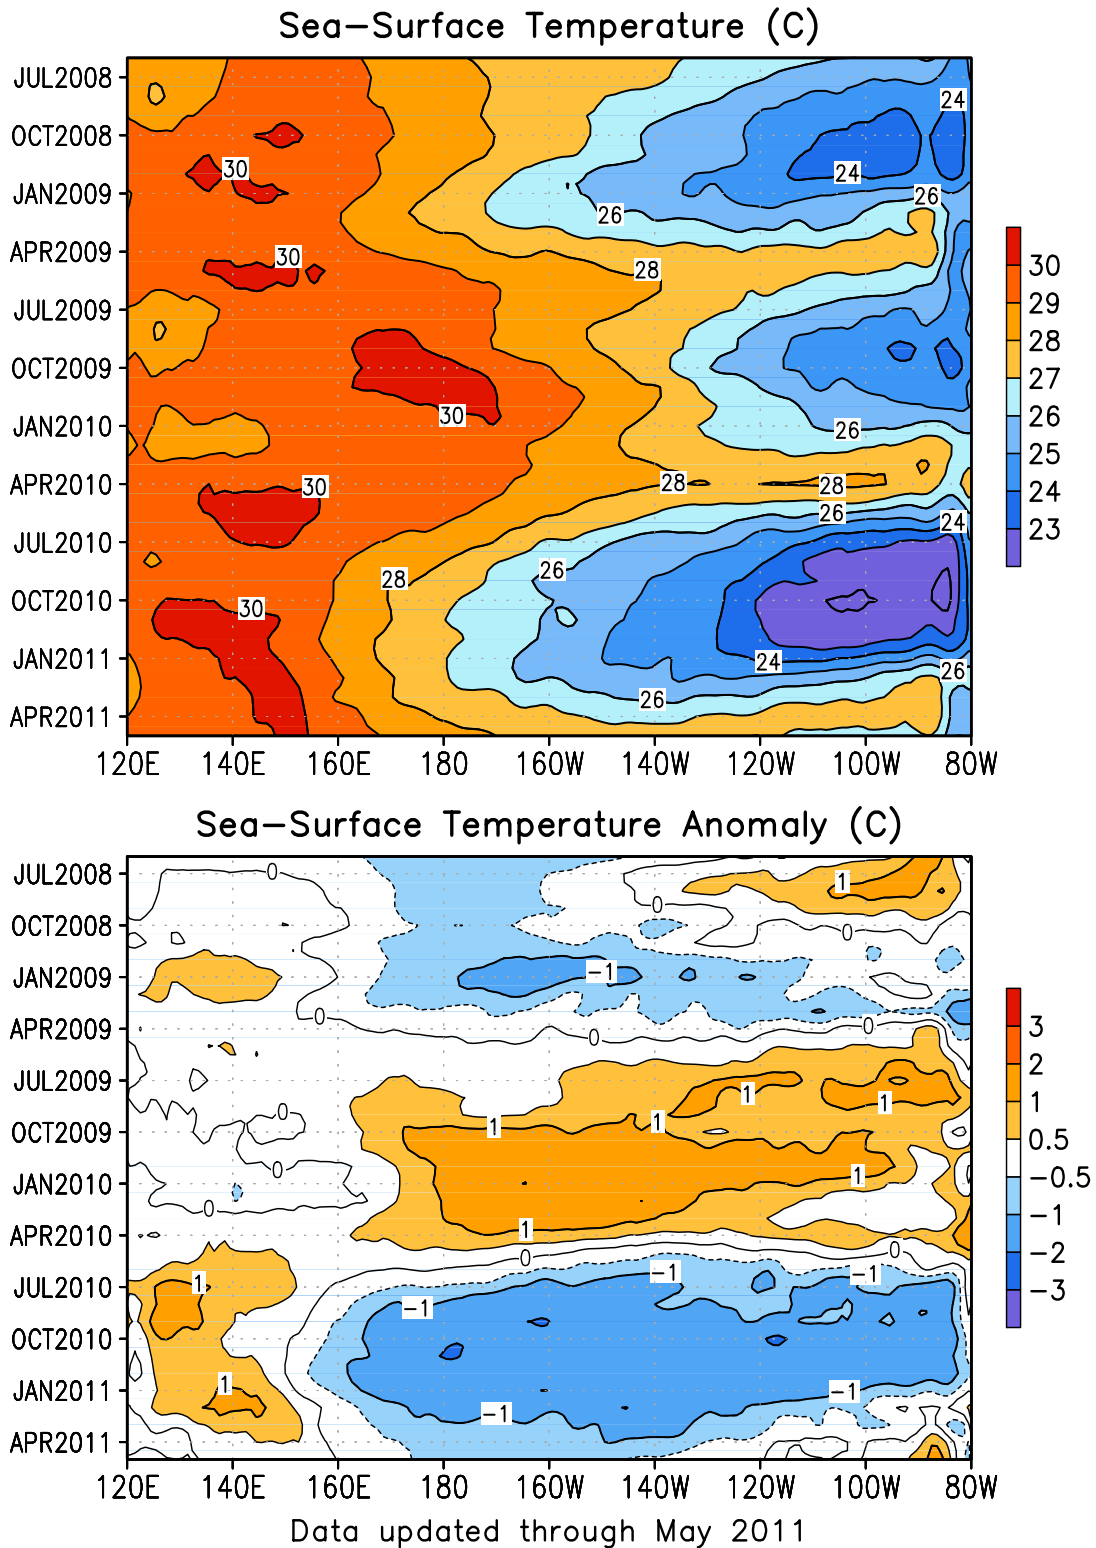 Sea-Surface Temperature (C)
JUL2008
24
OCT2008
30
24
JAN2009
26
26
APR2009
30
28
30
JUL2009
29
28
OCT2009
27
30
26
JAN2010
26
25
APR2010
30
28
28
24
26
24
JUL2010
23
26
28
OCT2010
30
JAN2011
24
26
26
APR2011
120E 140E 160E 180 160W 140W 120W 100W 80W
Sea-Surface Temperature Anomaly (C)
JUL2008
0
1
0
OCT2008
0
JAN2009
-1
0
3
APR2009
0
0
2
JUL2009
1
1
1
0
1
1
OCT2009
0.5
0
1
JAN2010
-0.5
0
-1
APR2010
1
0
0
-2
JUL2010
1
-1
-1
-3
-1
OCT2010
JAN2011
1
-1
-1
APR2011
120E 140E 160E 180 160W 140W 120W 100W 80W
Data updated through May 2011